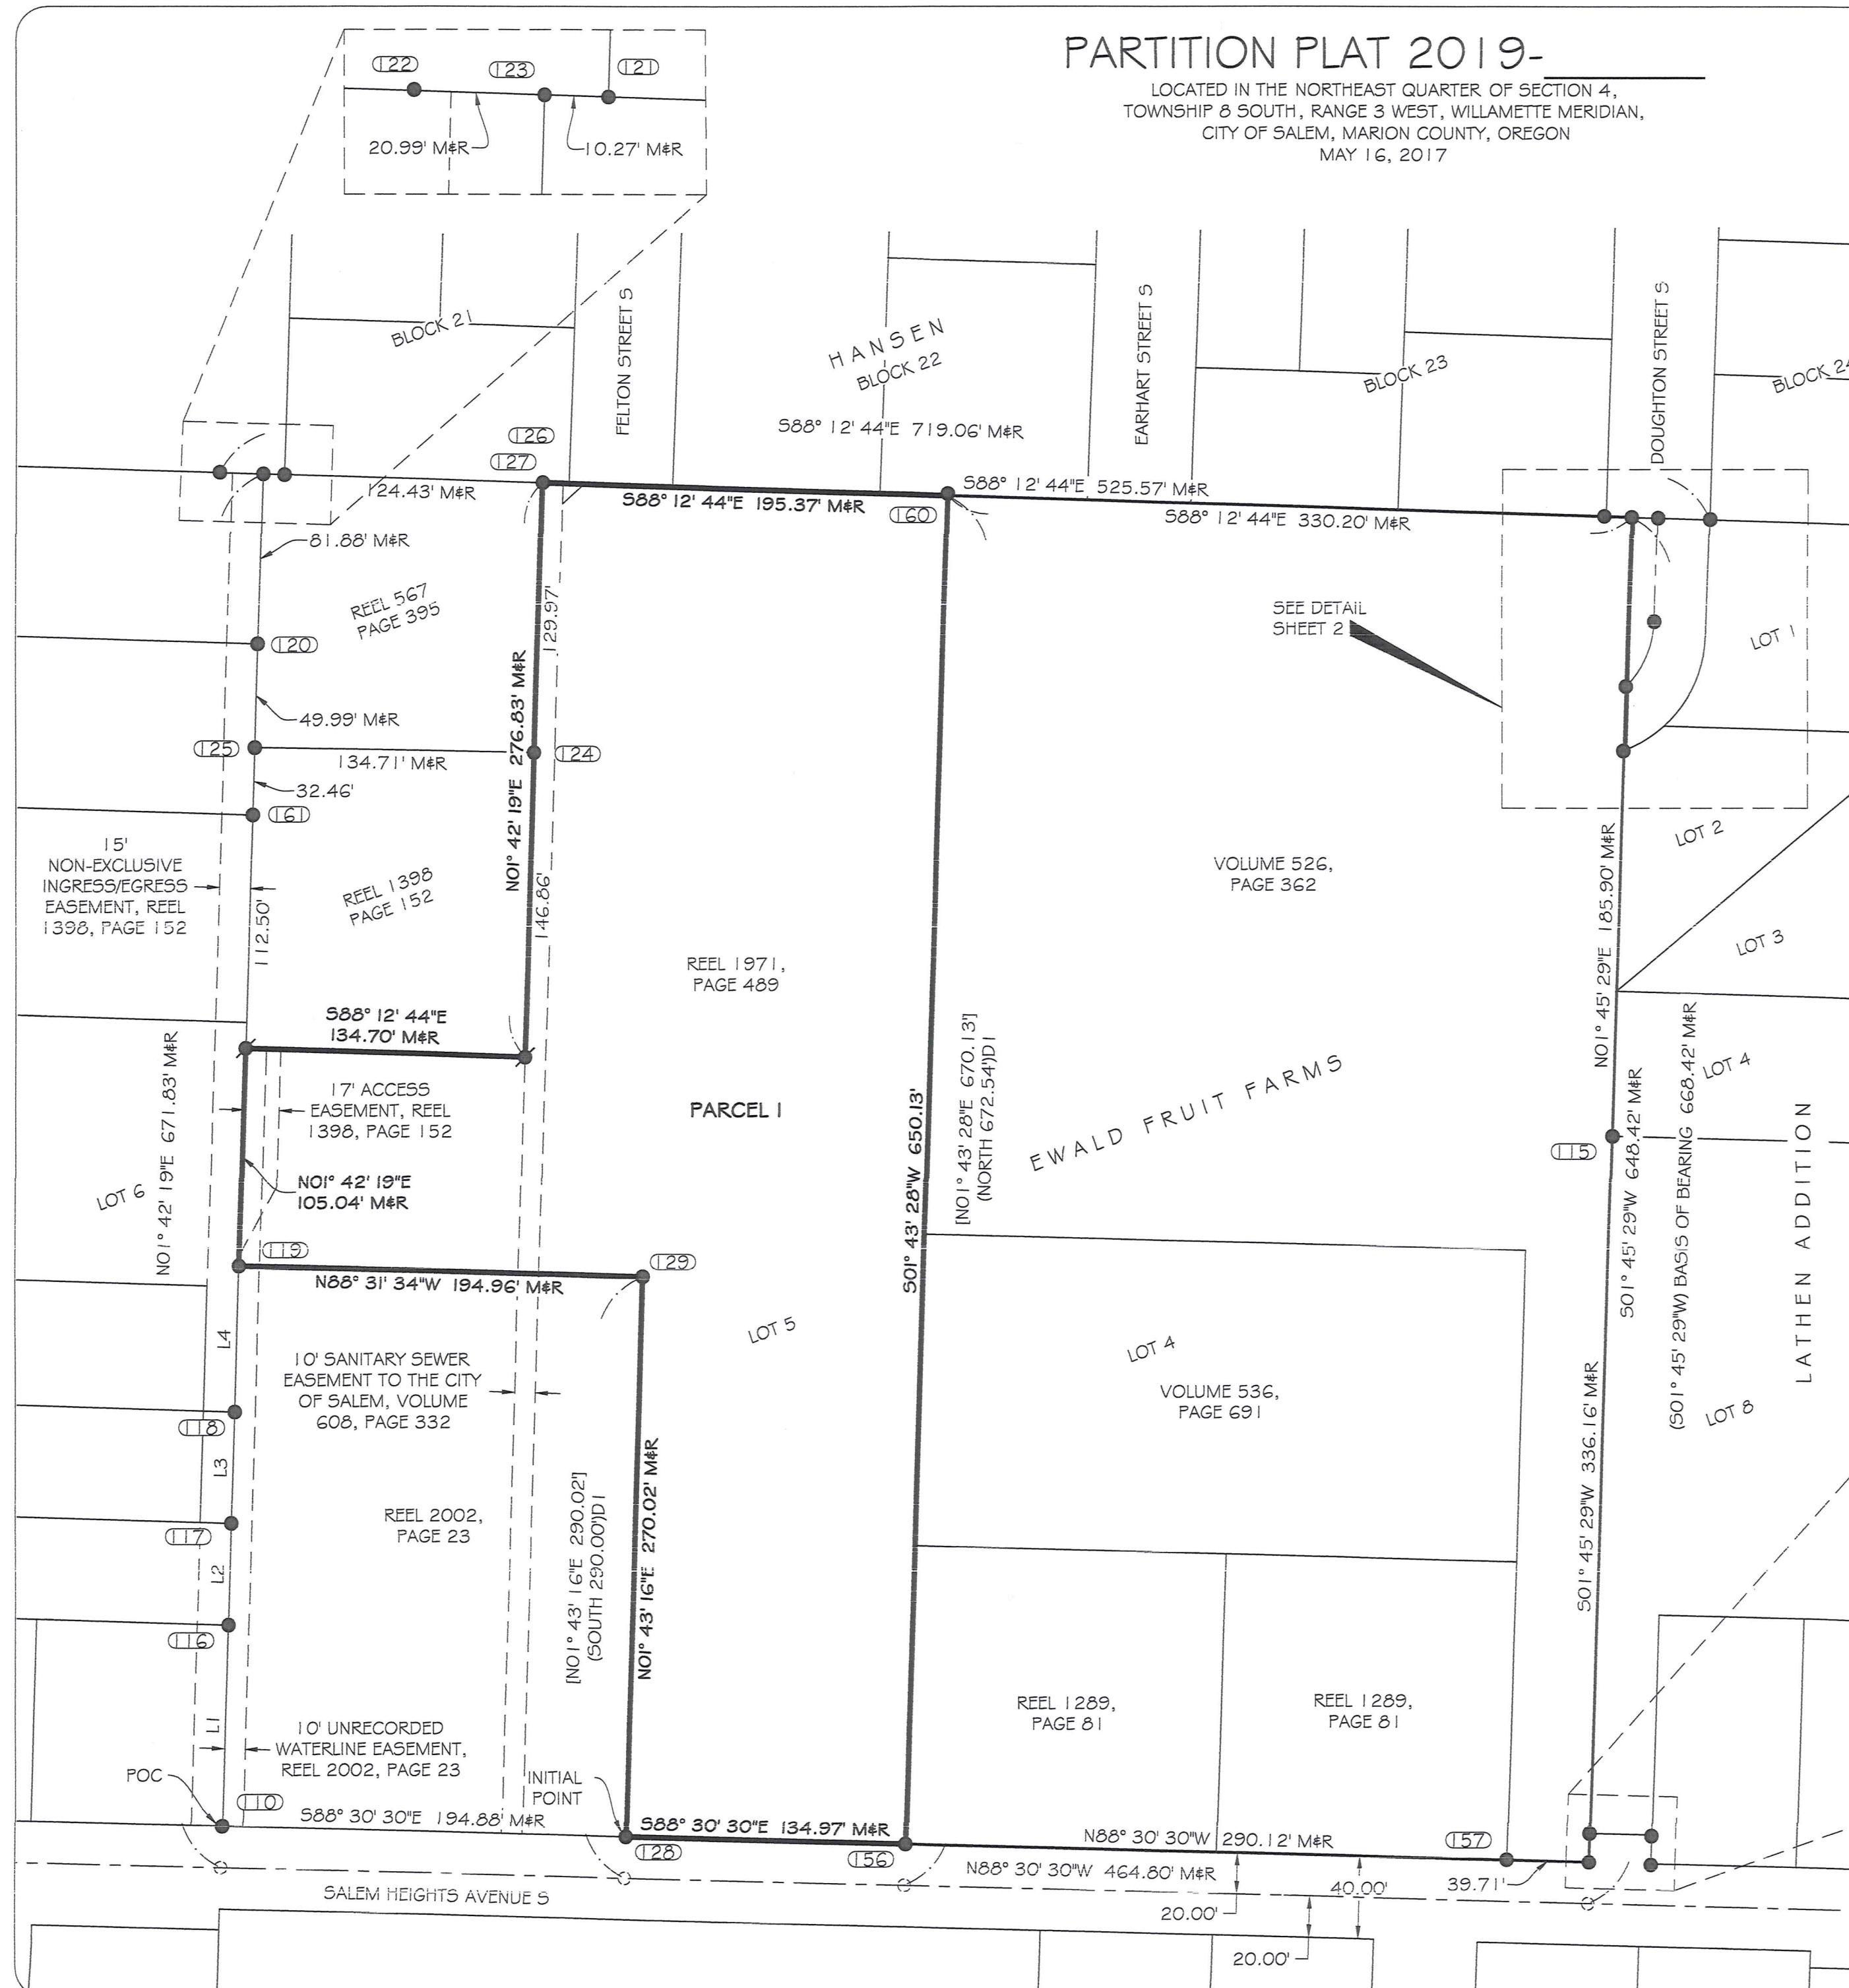 PARTITION PLAT 2019-
LOCATED IN THE NORTHEAST QUARTER OF SECTION 4,
TOWNSHIP 8 SOUTH, RANGE 3 WEST, WILLAMETTE MERIDIAN,
CITY OF SALEM, MARION COUNTY, OREGON
MAY 16, 2017
122
123
121
20.99' M&R
10.27' M&R
BLOCK 21
FELTON STREET S
HANSEN
BLOCK 22
EARHART STREET S
BLOCK 23
DOUGHTON STREET S
BLOCK 24
S88° 12' 44"E 719.06' M&R
126
127
124.43' M&R
S88° 12' 44"E 195.37' M&R
160
S88° 12' 44"E 525.57' M&R
S88° 12' 44"E 330.20' M&R
81.88' M&R
REEL 567
PAGE 395
129.97'
SEE DETAIL
SHEET 2
LOT 1
120
49.99' M&R
125
134.71' M&R
124
32.46'
161
N01° 42' 19"E 276.83' M&R
15'
NON-EXCLUSIVE
INGRESS/EGRESS
EASEMENT, REEL
1398, PAGE 152
112.50'
REEL 1398
PAGE 152
146.86'
VOLUME 526,
PAGE 362
N01° 45' 29"E 185.90' M&R
LOT 2
LOT 3
REEL 1971,
PAGE 489
S88° 12' 44"E
134.70' M&R
17' ACCESS
EASEMENT, REEL
1398, PAGE 152
PARCEL 1
N01° 42' 19"E 671.83' M&R
LOT 6
N01° 42' 19"E
105.04' M&R
S01° 43' 28"W 650.13'
[N01° 43' 28"E 670.13']
(NORTH 672.54')D1
EWALD FRUIT FARMS
115
S01° 45' 29"W 648.42' M&R
(S01° 45' 29"W) BASIS OF BEARING 668.42' M&R
LOT 4
LATHEN ADDITION
119
N88° 31' 34"W 194.96' M&R
129
LOT 5
LOT 4
VOLUME 536,
PAGE 691
LOT 8
S01° 45' 29"W 336.16' M&R
L4
10' SANITARY SEWER
EASEMENT TO THE CITY
OF SALEM, VOLUME
608, PAGE 332
118
L3
117
L2
116
REEL 2002,
PAGE 23
[N01° 43' 16"E 290.02']
(SOUTH 290.00')D1
N01° 43' 16"E 270.02' M&R
REEL 1289,
PAGE 81
REEL 1289,
PAGE 81
L1
10' UNRECORDED
WATERLINE EASEMENT,
REEL 2002, PAGE 23
POC
110
INITIAL
POINT
S88° 30' 30"E 194.88' M&R
S88° 30' 30"E 134.97' M&R
128
156
N88° 30' 30"W 290.12' M&R
157
N88° 30' 30"W 464.80' M&R
39.71'
SALEM HEIGHTS AVENUE S
20.00'
40.00'
20.00'